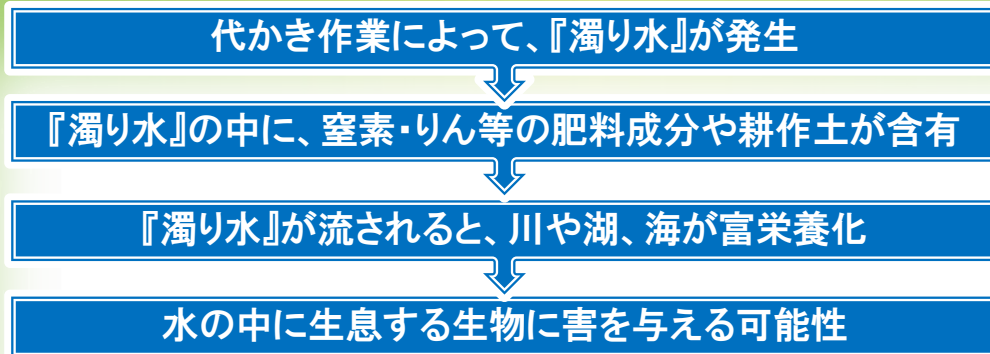 代かき作業によって、『濁り水』が発生
『濁り水』の中に、窒素・りん等の肥料成分や耕作土が含有
『濁り水』が流されると、川や湖、海が富栄養化
水の中に生息する生物に害を与える可能性